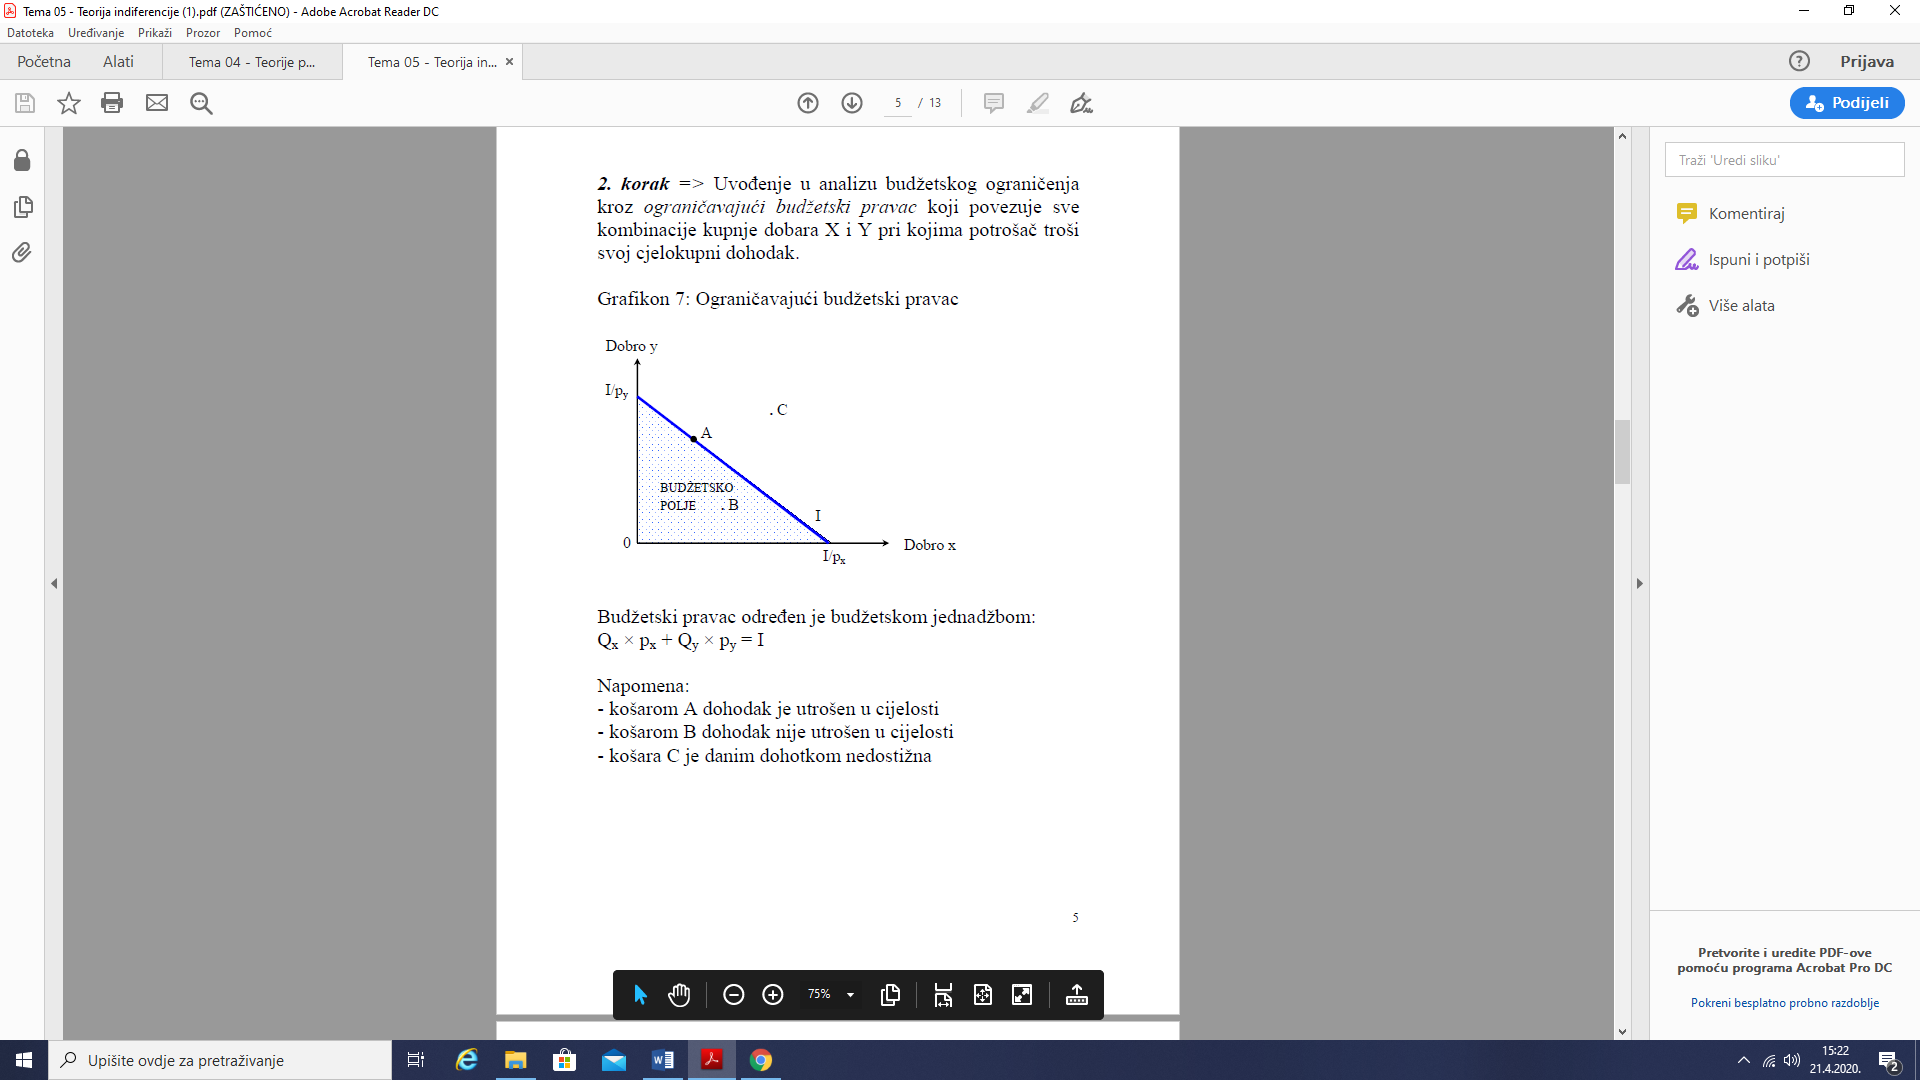 Tema 05 - Teorija indiferencije (1).pdf (ZAŠTIĆENO) - Adobe Acrobat Reader DC
Datoteka Uređivanje Prikaži Prozor Pomoć
Početna Alati Tema 04 - Teorije p... Tema 05 - Teorija in... × Prijava
5 / 13 Podijeli
2. korak => Uvođenje u analizu budžetskog ograničenja
kroz ograničavajući budžetski pravac koji povezuje sve
kombinacije kupnje dobara X i Y pri kojima potrošač troši
svoj cjelokupni dohodak.
Grafikon 7: Ograničavajući budžetski pravac
Dobro y
I/py
. C
A
BUDŽETSKO
POLJE . B
I
0
Dobro x
I/px
Budžetski pravac određen je budžetskom jednadžbom:
Qx × px + Qy × py = I
Napomena:
- košarom A dohodak je utrošen u cijelosti
- košarom B dohodak nije utrošen u cijelosti
- košara C je danim dohotkom nedostižna
5
75%
Traži 'Uredi sliku'
Komentiraj
Ispuni i potpiši
Više alata
Pretvorite i uredite PDF-ove
pomoću programa Acrobat Pro DC
Pokreni besplatno probno razdoblje
Upišite ovdje za pretraživanje
15:22
21.4.2020.
2